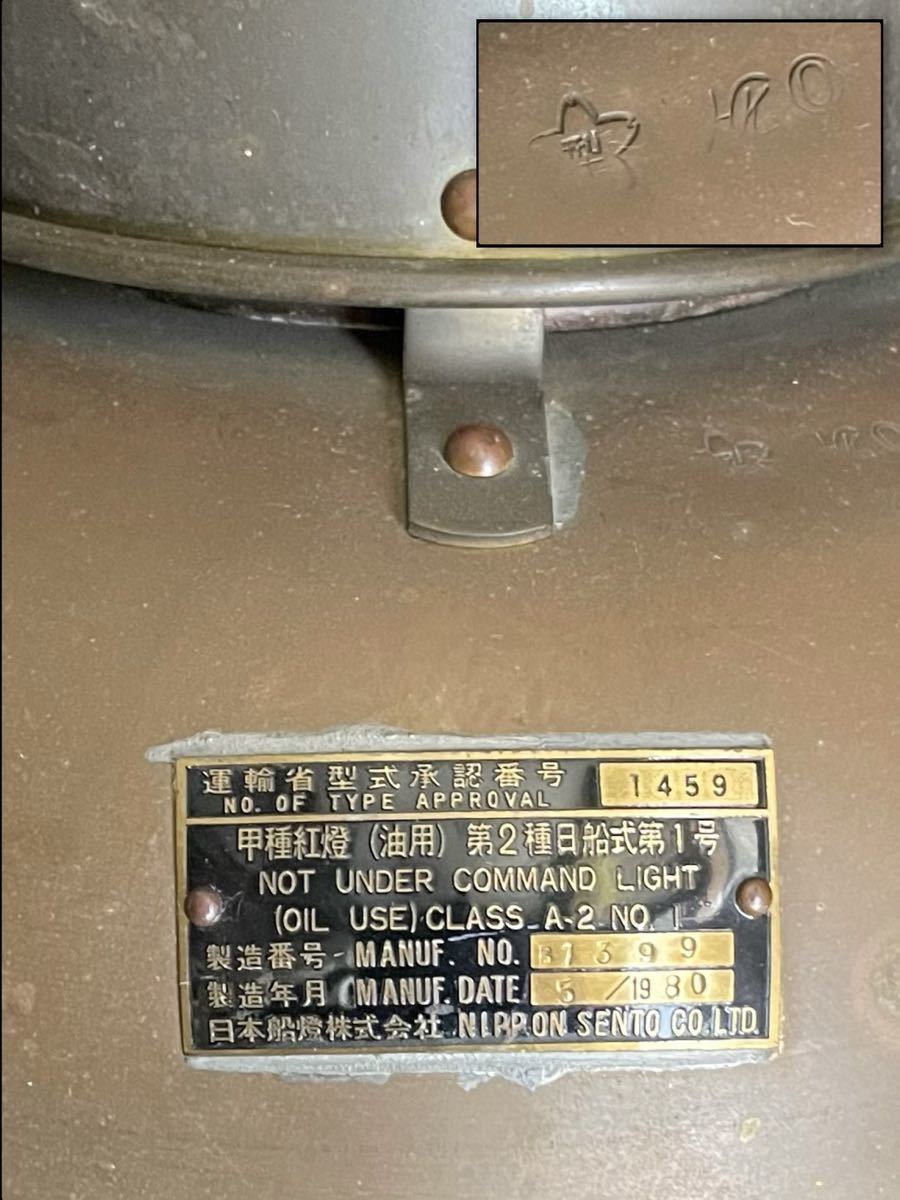 運輸省型式承認番号
NO. OF TYPE APPROVAL 1459
甲種紅燈(油用)第2種日船式第1号
NOT UNDER COMMAND LIGHT
(OIL USE) CLASS A-2 NO. 1
製造番号 MANUF. NO. B1399
製造年月 MANUF. DATE 5/1980
日本船燈株式会社 NIPPON SENTO CO. LTD